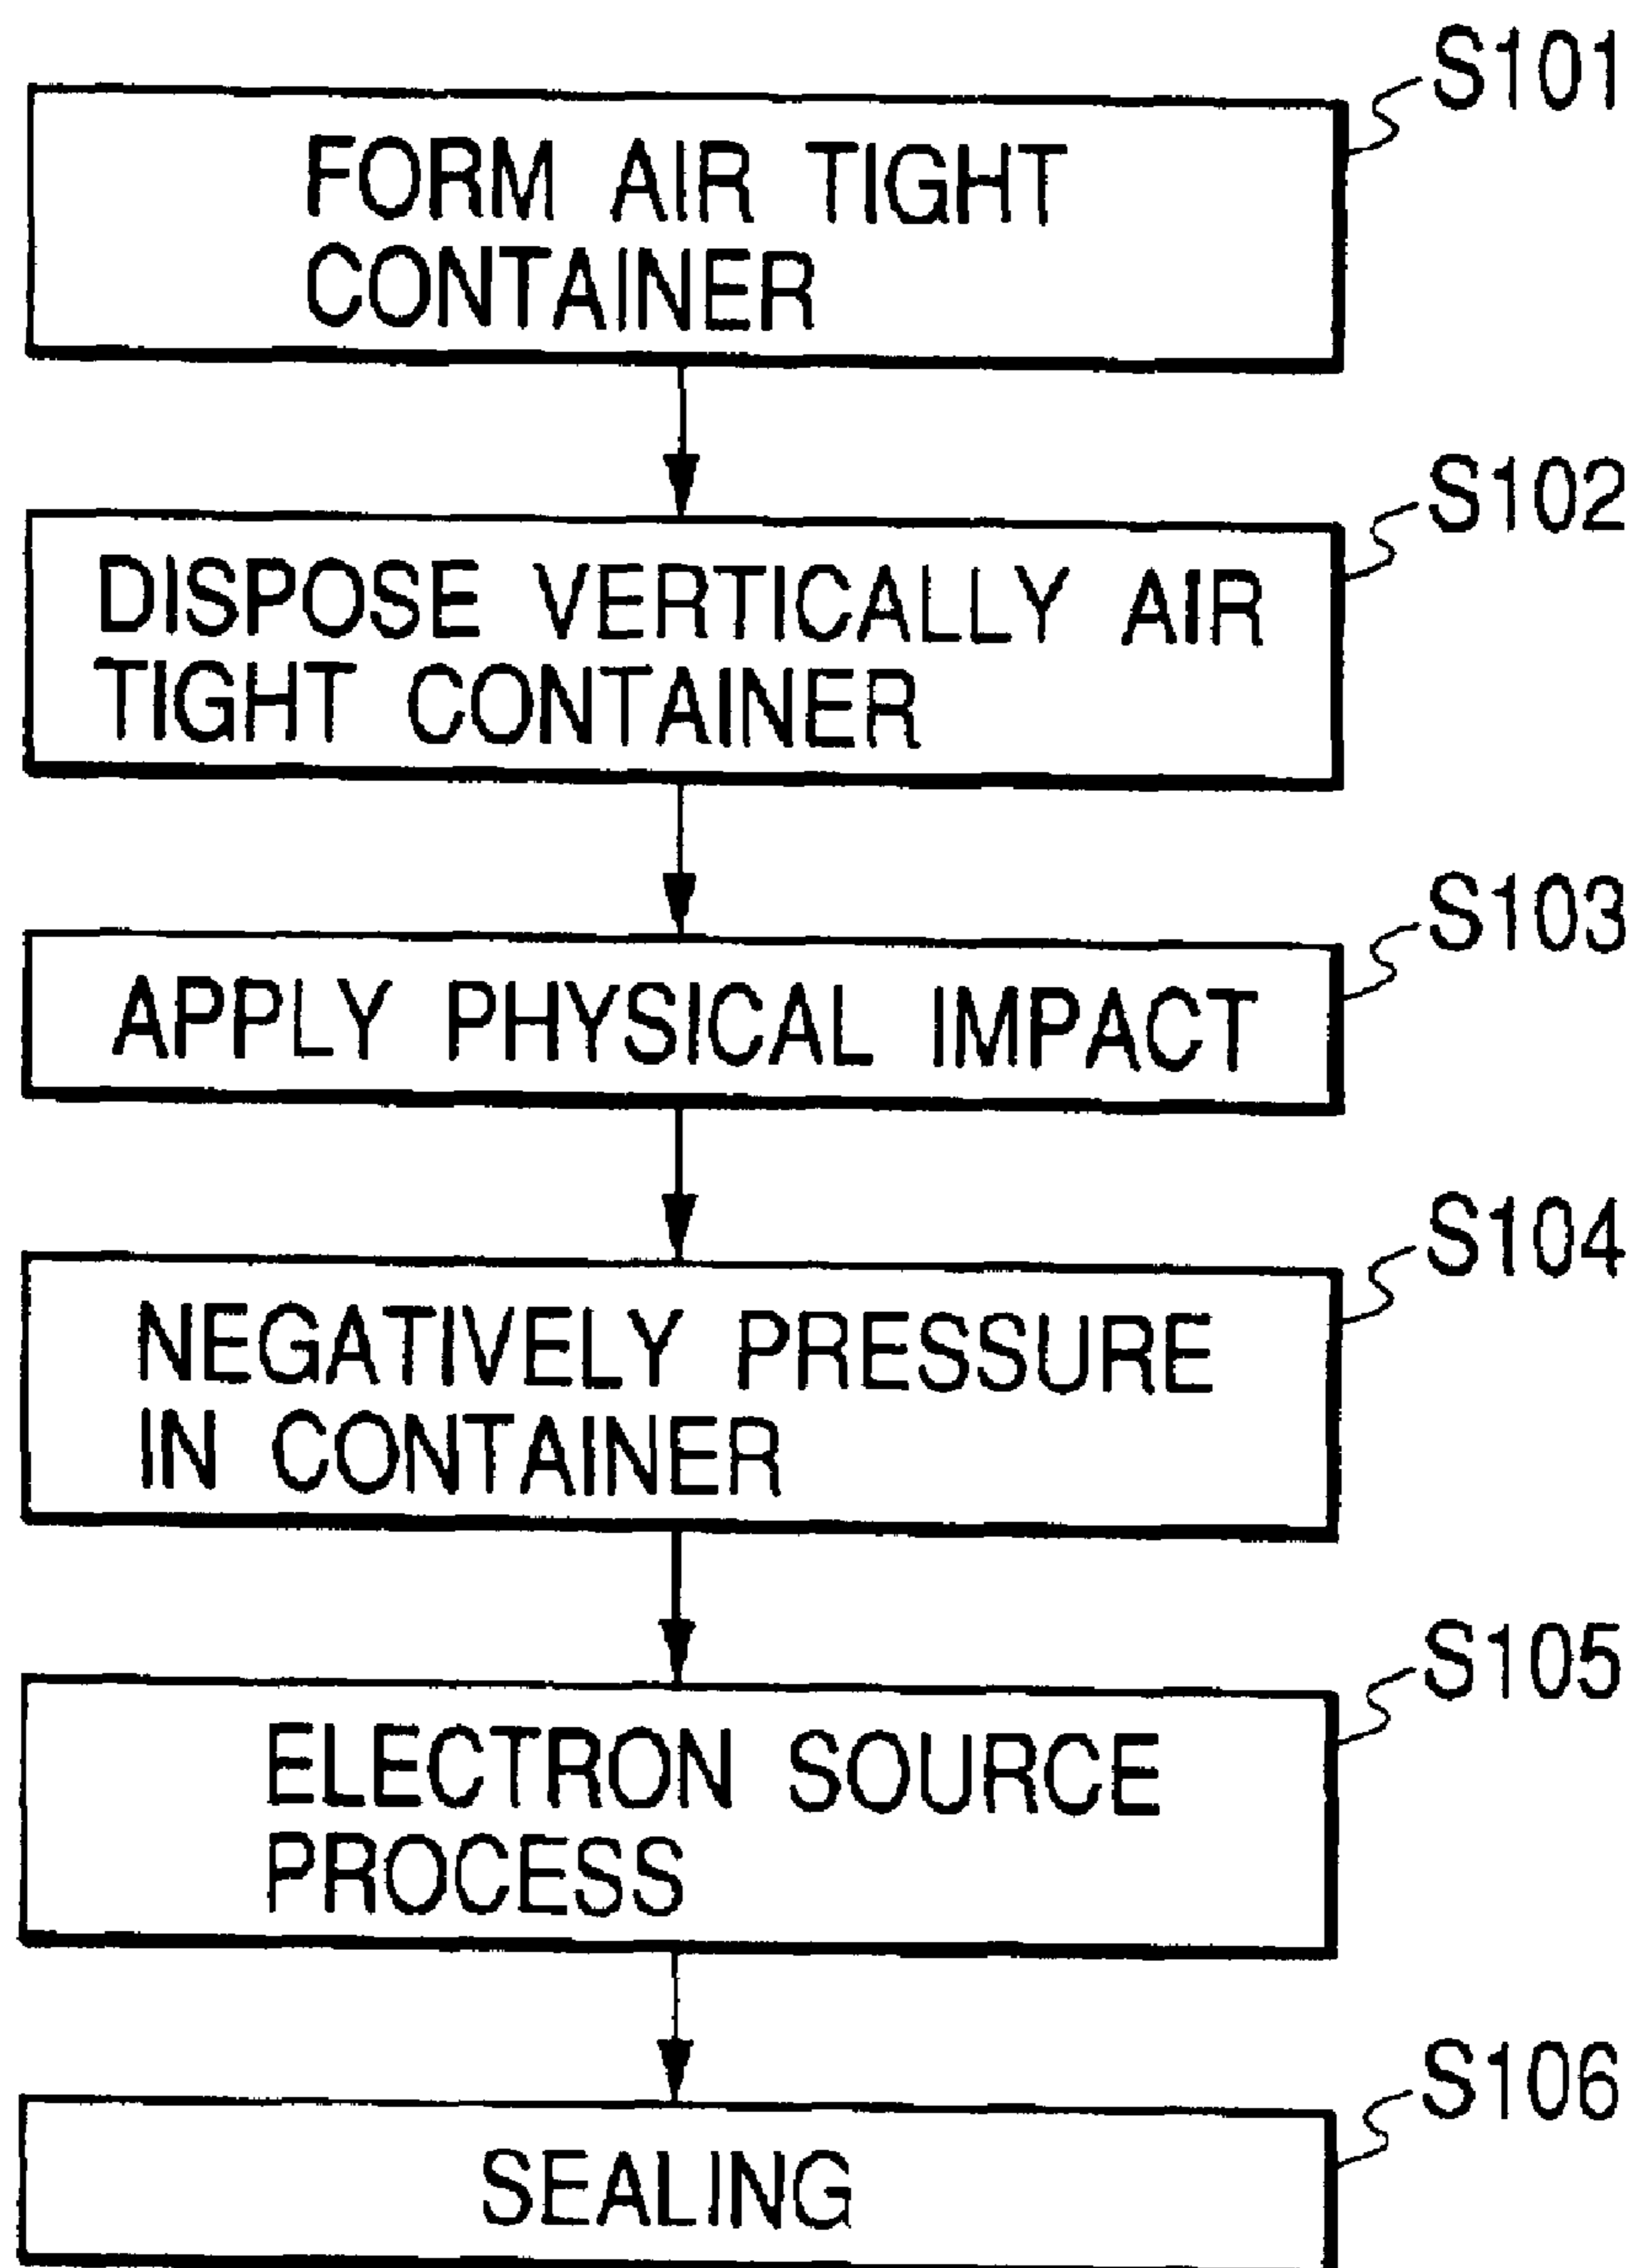 S101
FORM AIR TIGHT
CONTAINER
S102
DISPOSE VERTICALLY AIR
TIGHT CONTAINER
S103
APPLY PHYSICAL IMPACT
S104
NEGATIVELY PRESSURE
IN CONTAINER
S105
ELECTRON SOURCE
PROCESS
S106
SEALING